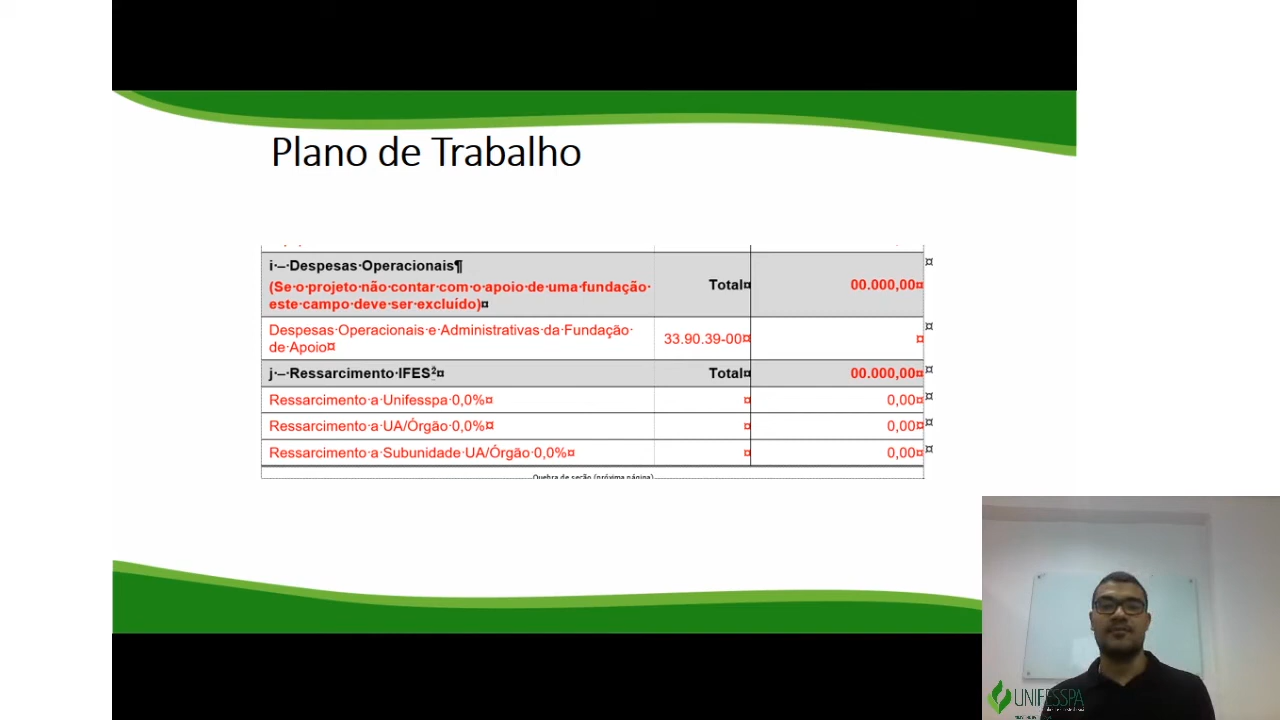 Plano de Trabalho
i·–·Despesas·Operacionais¶
(Se·o·projeto·não·contar·com·o·apoio·de·uma·fundação·
este·campo·deve·ser·excluído)¤
Total¤
00.000,00¤
¤
Despesas·Operacionais·e·Administrativas·da·Fundação·
de·Apoio¤
33.90.39-00¤
¤
¤
j·–·Ressarcimento·IFES²¤
Total¤
00.000,00¤
¤
Ressarcimento·a·Unifesspa·0,0%¤
¤
0,00¤
¤
Ressarcimento·a·UA/Órgão·0,0%¤
¤
0,00¤
¤
Ressarcimento·a·Subunidade·UA/Órgão·0,0%¤
¤
0,00¤
¤
Quebra de seção (próxima página)
UNIFESSPA